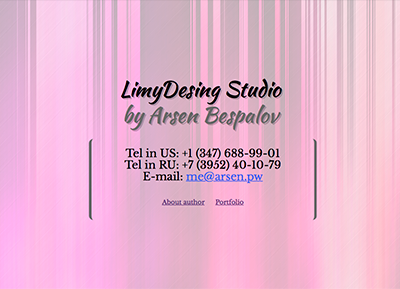 LimyDesing Studio
by Arsen Bespalov
Tel in US: +1 (347) 688-99-01
Tel in RU: +7 (3952) 40-10-79
E-mail: me@arsen.pw
About author Portfolio